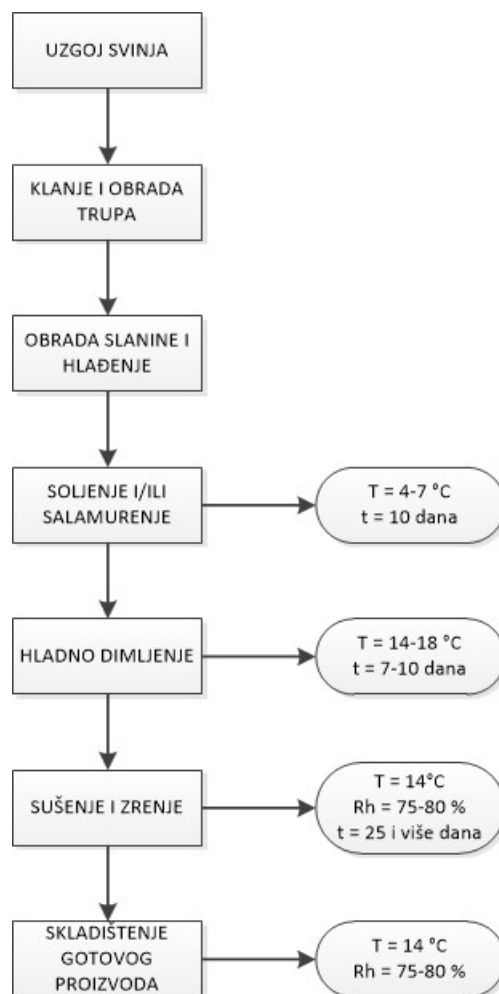 UZGOJ SVINJA
KLANJE I OBRADA
TRUPA
OBRADA SLANINE I
HLAĐENJE
SOLJENJE I/ILI
SALAMURENJE
T = 4-7 °C
t = 10 dana
HLADNO DIMLJENJE
T = 14-18 °C
t = 7-10 dana
SUŠENJE I ZRENJE
T = 14°C
Rh = 75-80 %
t = 25 i više dana
SKLADIŠTENJE
GOTOVOG
PROIZVODA
T = 14 °C
Rh = 75-80 %